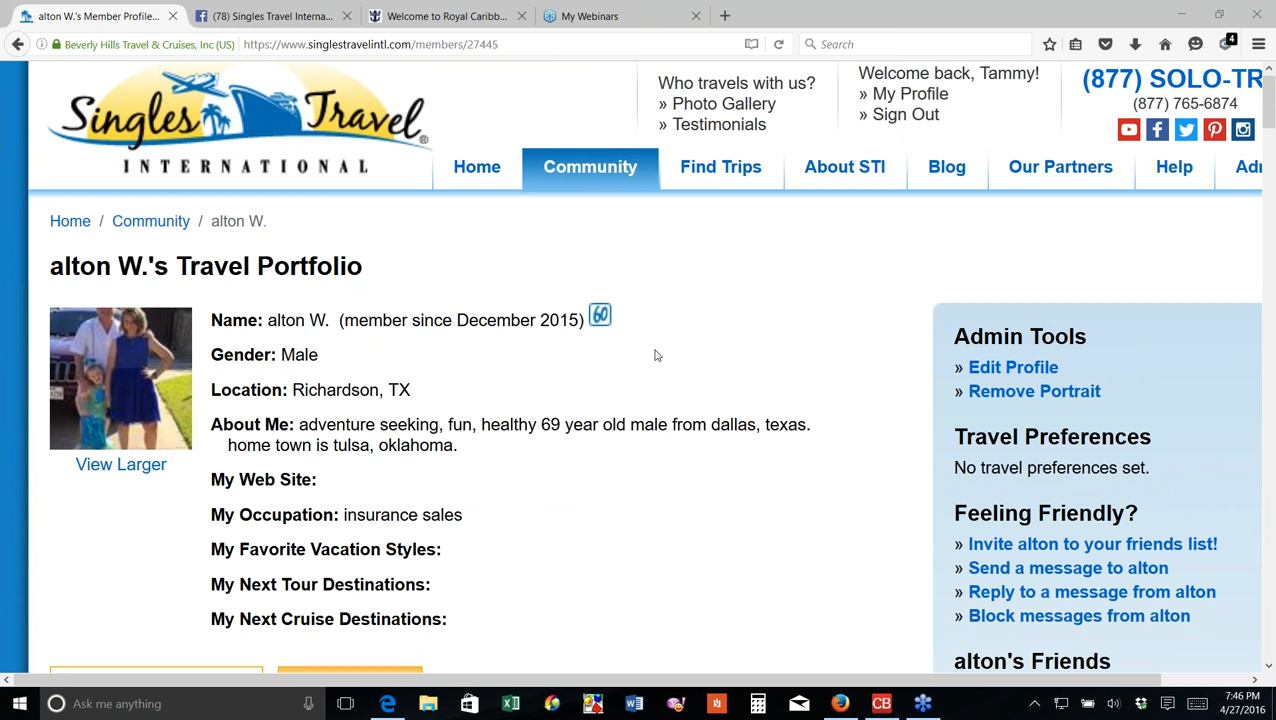 alton W.'s Member Profile...
(78) Singles Travel Interna...
Welcome to Royal Caribb...
My Webinars
Beverly Hills Travel & Cruises, Inc (US)
https://www.singlestravelintl.com/members/27445
Search
4
Singles Travel
INTERNATIONAL
®
Who travels with us?
» Photo Gallery
» Testimonials
Welcome back, Tammy!
» My Profile
» Sign Out
(877) SOLO-TR
(877) 765-6874
Home
Community
Find Trips
About STI
Blog
Our Partners
Help
Adr
Home / Community / alton W.
alton W.'s Travel Portfolio
Name: alton W. (member since December 2015) 60
Gender: Male
Location: Richardson, TX
About Me: adventure seeking, fun, healthy 69 year old male from dallas, texas.
home town is tulsa, oklahoma.
My Web Site:
My Occupation: insurance sales
My Favorite Vacation Styles:
My Next Tour Destinations:
My Next Cruise Destinations:
View Larger
Admin Tools
» Edit Profile
» Remove Portrait
Travel Preferences
No travel preferences set.
Feeling Friendly?
» Invite alton to your friends list!
» Send a message to alton
» Reply to a message from alton
» Block messages from alton
alton's Friends
Ask me anything
CB
7:46 PM
4/27/2016